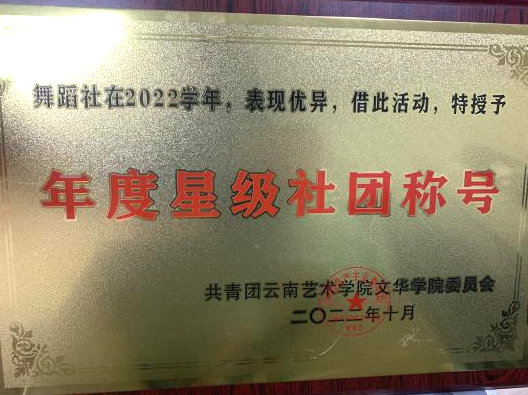 舞蹈社在2022学年，表现优异，借此活动，特授予
年度星级社团称号
共青团云南艺术学院文华学院委员会
二〇二二年十月